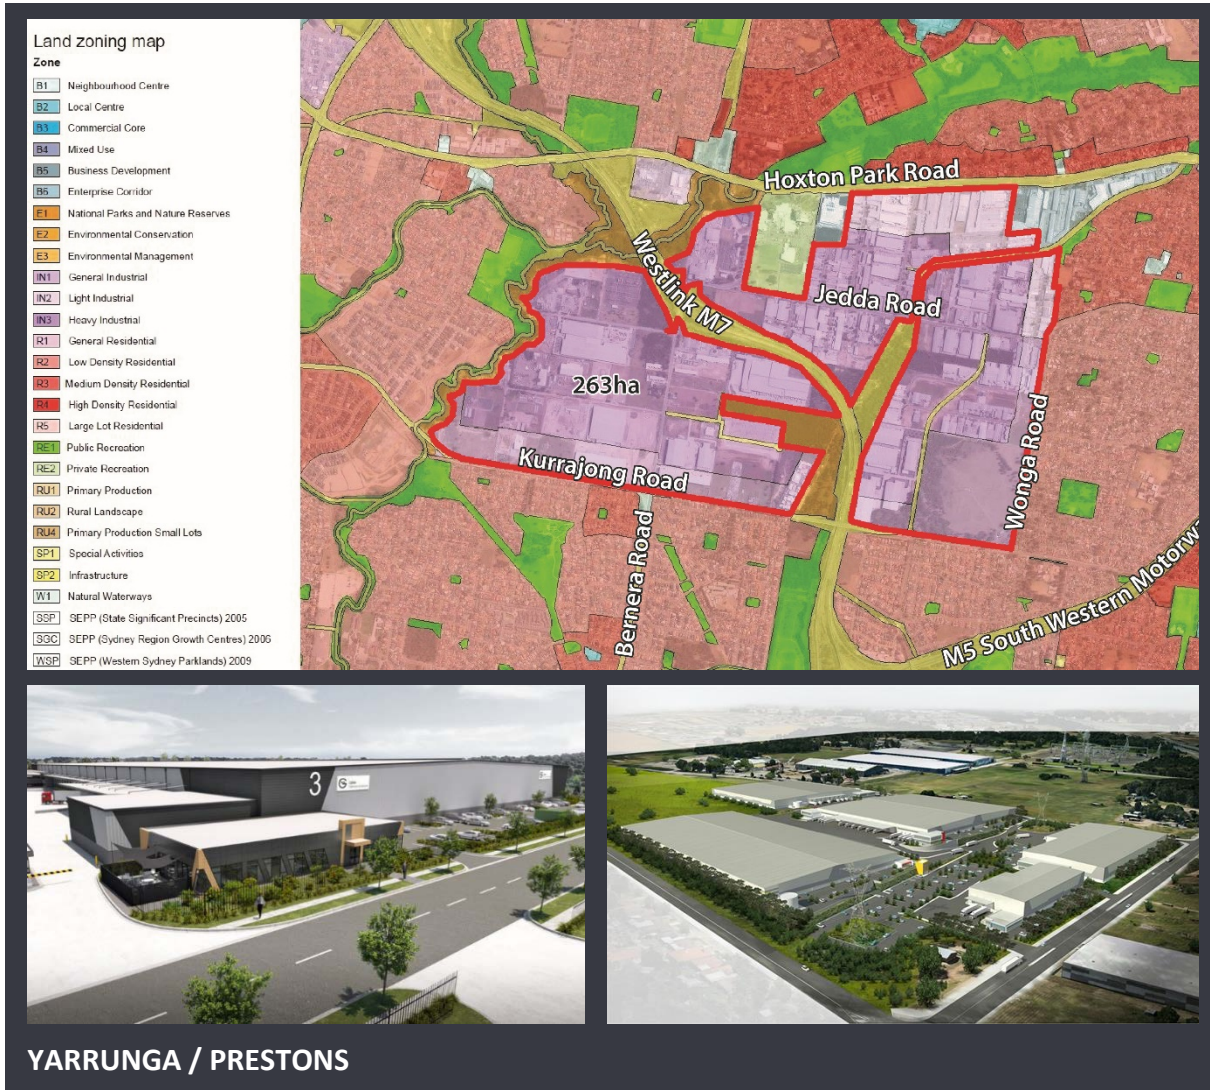 Land zoning map
Zone
B1 Neighbourhood Centre
B2 Local Centre
B3 Commercial Core
B4 Mixed Use
B5 Business Development
B6 Enterprise Corridor
E1 National Parks and Nature Reserves
E2 Environmental Conservation
E3 Environmental Management
IN1 General Industrial
IN2 Light Industrial
IN3 Heavy Industrial
R1 General Residential
R2 Low Density Residential
R3 Medium Density Residential
R4 High Density Residential
R5 Large Lot Residential
RE1 Public Recreation
RE2 Private Recreation
RU1 Primary Production
RU2 Rural Landscape
RU4 Primary Production Small Lots
SP1 Special Activities
SP2 Infrastructure
W1 Natural Waterways
SSP SEPP (State Significant Precincts) 2005
SGC SEPP (Sydney Region Growth Centres) 2006
WSP SEPP (Western Sydney Parklands) 2009
Hoxton Park Road
Westlink M7
Jedda Road
263ha
Kurrajong Road
Wonga Road
Bernera Road
M5 South Western Motorwa
3
YARRUNGA / PRESTONS